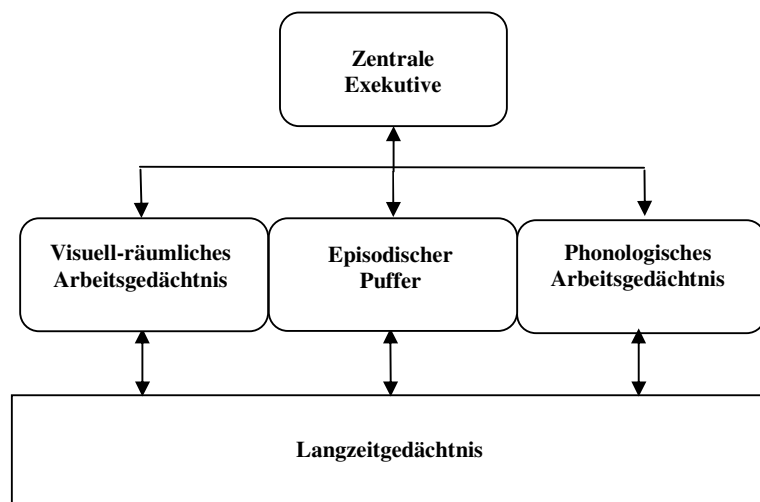 Zentrale
Exekutive
Visuell-räumliches
Arbeitsgedächtnis
Episodischer
Puffer
Phonologisches
Arbeitsgedächtnis
Langzeitgedächtnis